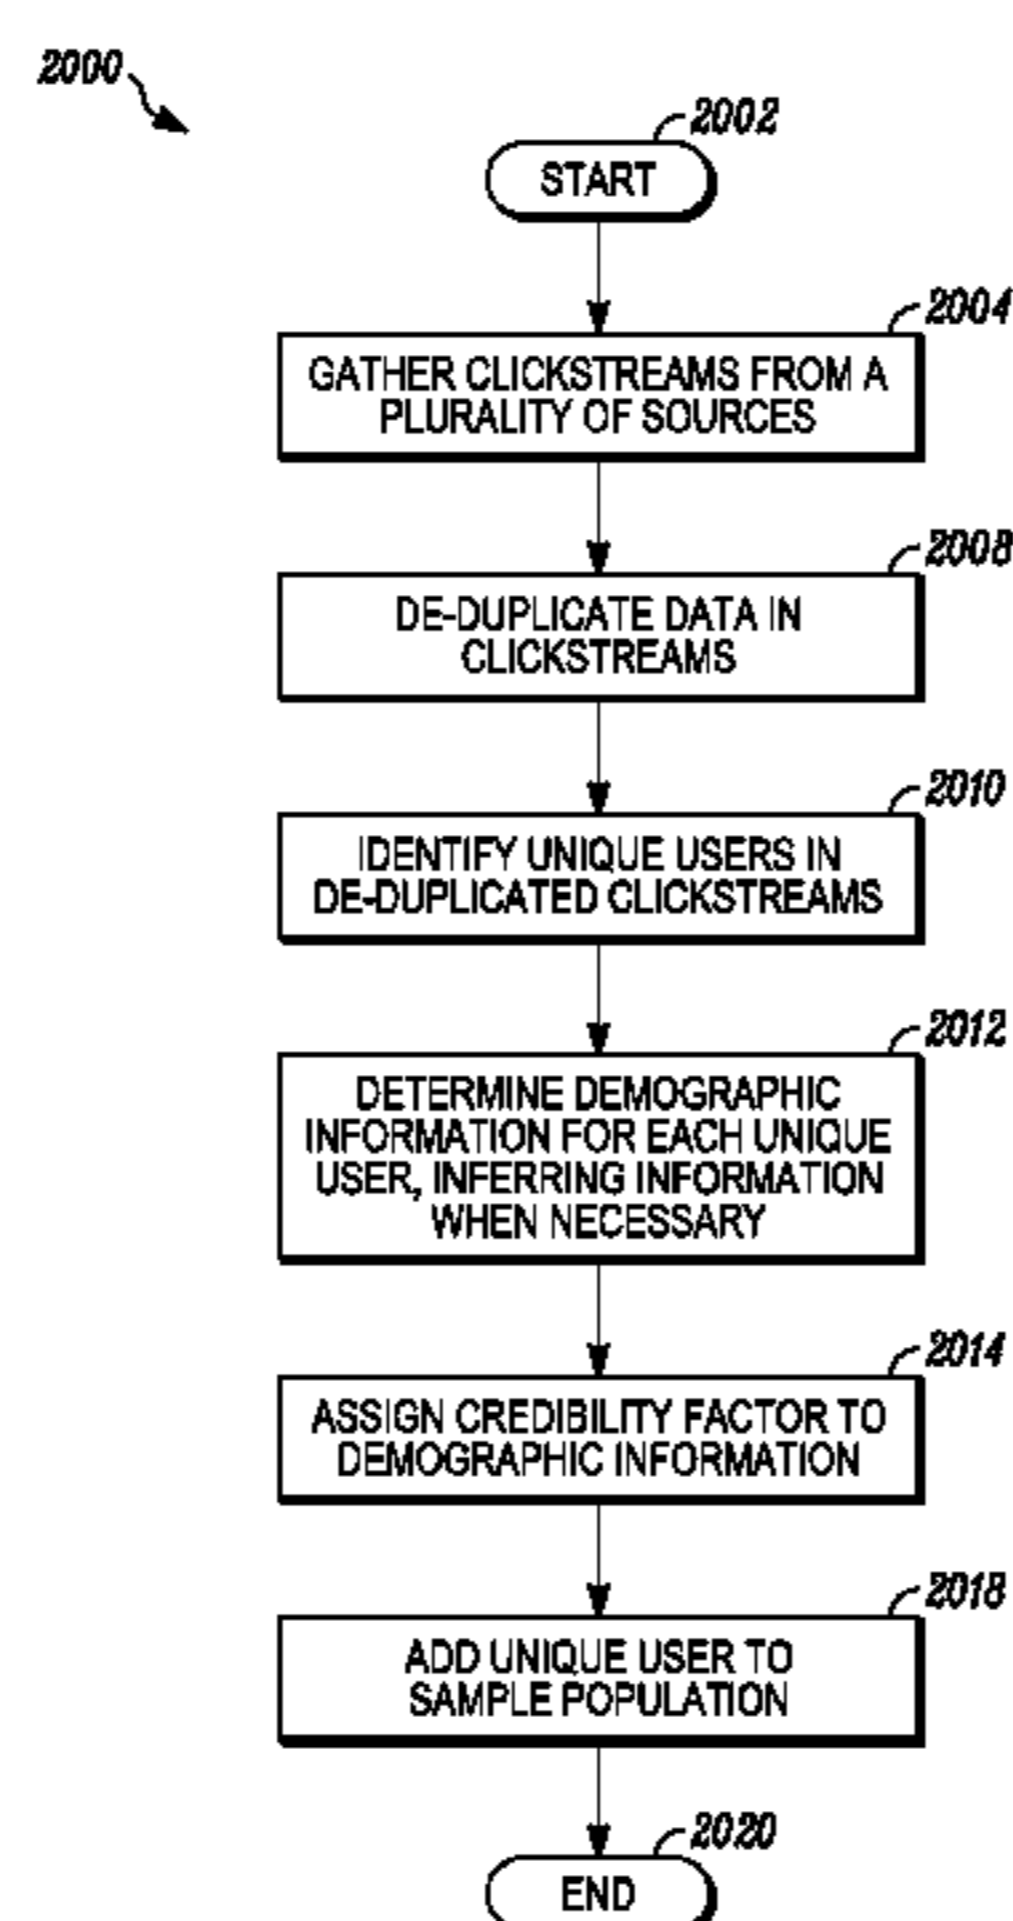 2000
2002
START
2004
GATHER CLICKSTREAMS FROM A
PLURALITY OF SOURCES
2008
DE-DUPLICATE DATA IN
CLICKSTREAMS
2010
IDENTIFY UNIQUE USERS IN
DE-DUPLICATED CLICKSTREAMS
2012
DETERMINE DEMOGRAPHIC
INFORMATION FOR EACH UNIQUE
USER, INFERRING INFORMATION
WHEN NECESSARY
2014
ASSIGN CREDIBILITY FACTOR TO
DEMOGRAPHIC INFORMATION
2018
ADD UNIQUE USER TO
SAMPLE POPULATION
2020
END